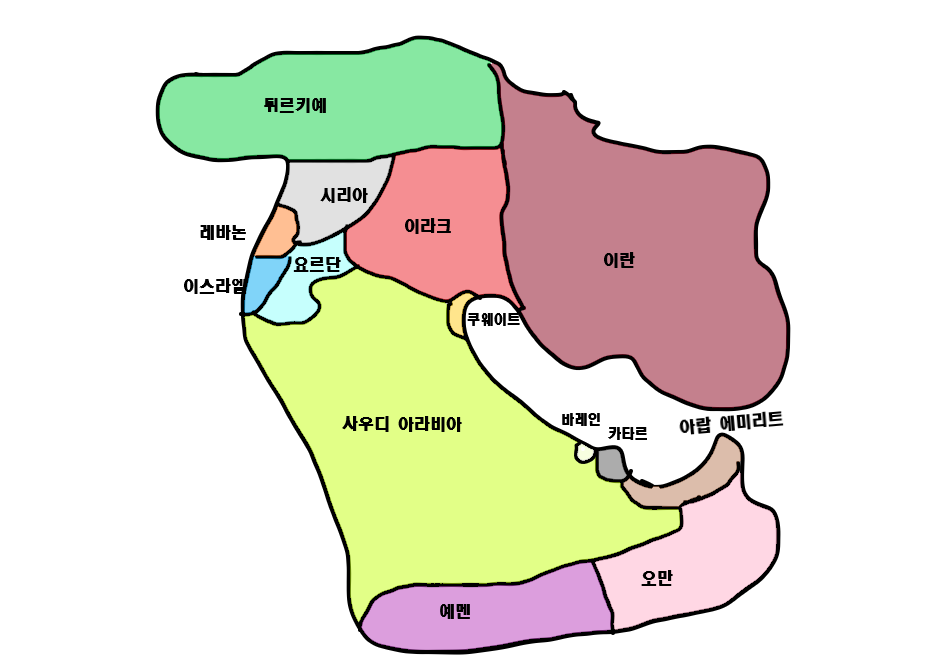 튀르키예
시리아
레바논
이라크
요르단
이란
이스라엘
쿠웨이트
사우디 아라비아
바레인
카타르
아랍 에미리트
오만
예멘